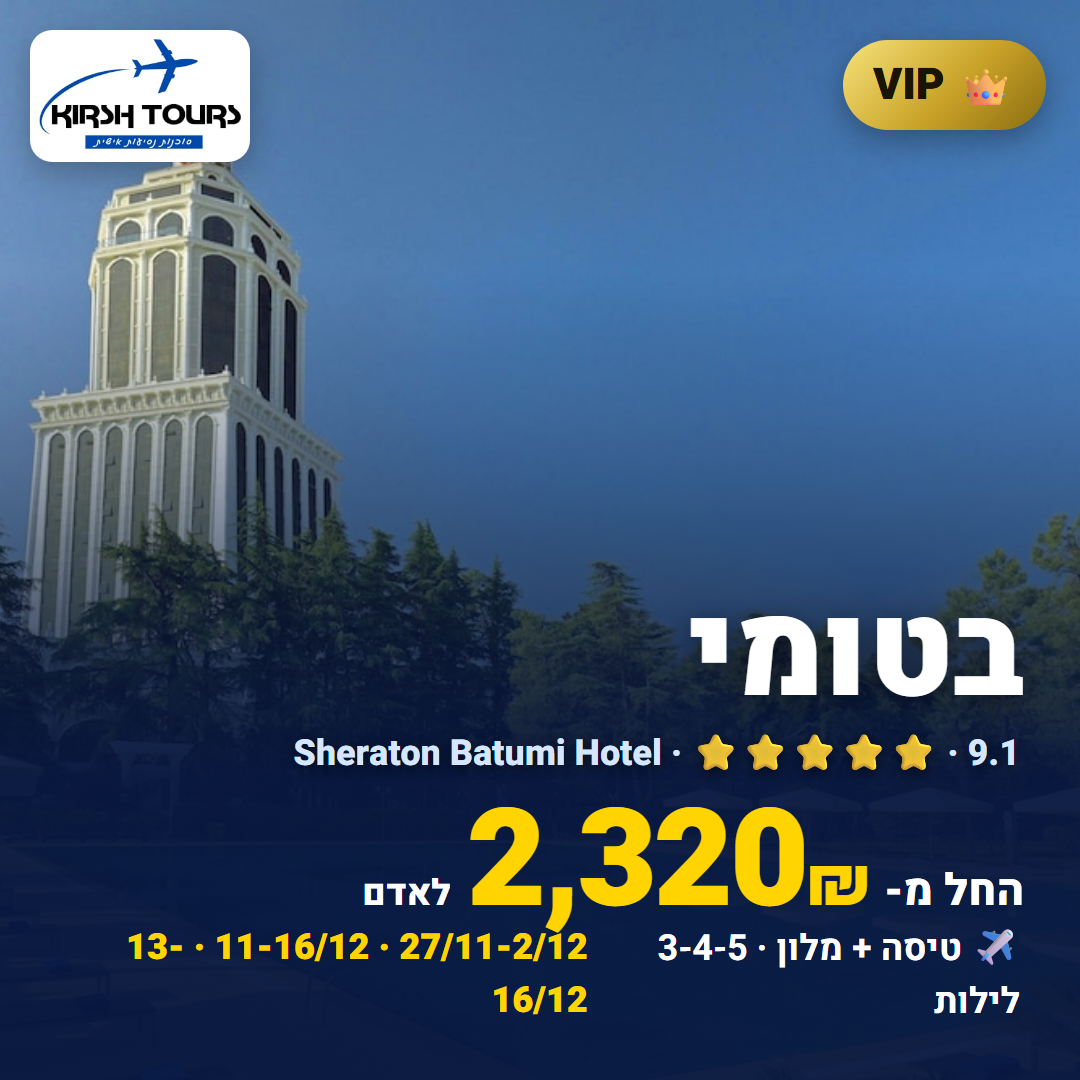 KIRSH TOURS
סוכנות נסיעות אישית
VIP 👑
בטומי
9.1 · ⭐⭐⭐⭐⭐ · Sheraton Batumi Hotel
החל מ- ₪2,320 לאדם
✈️ טיסה + מלון · 3-4-5 לילות
27/11-2/12 · 11-16/12 · 13-16/12